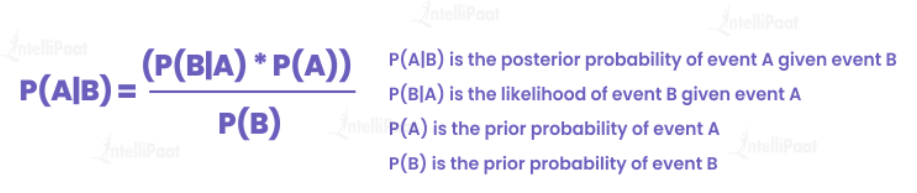 P(A|B) = (P(B|A) * P(A)) / P(B)
P(A|B) is the posterior probability of event A given event B
P(B|A) is the likelihood of event B given event A
P(A) is the prior probability of event A
P(B) is the prior probability of event B
IntelliPaat
IntelliPaat
IntelliPaat
IntelliPaat
IntelliPaat
IntelliPaat